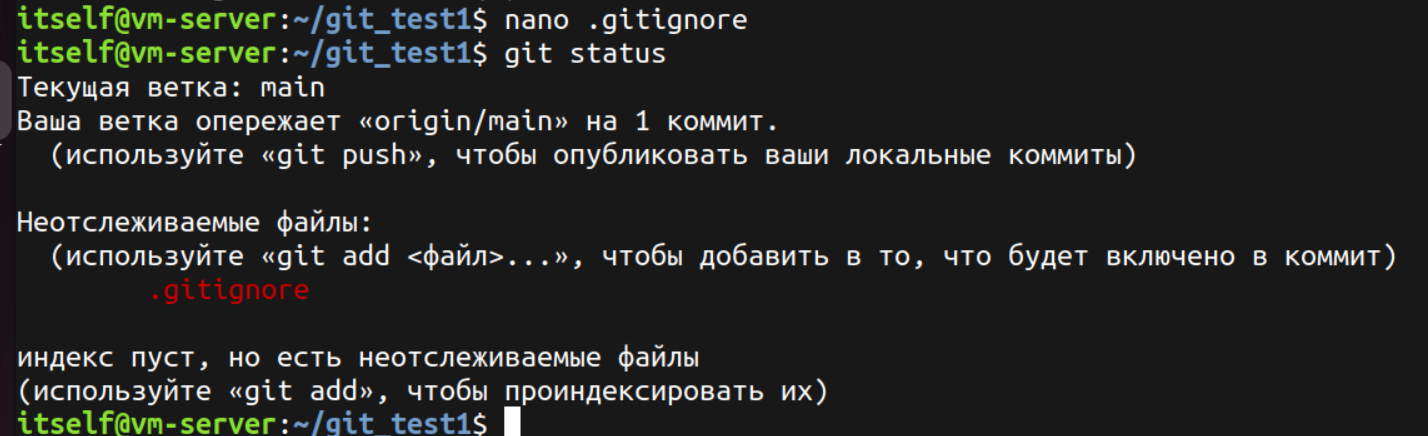 itself@vm-server:~/git_test1$ nano .gitignore
itself@vm-server:~/git_test1$ git status
Текущая ветка: main
Ваша ветка опережает «origin/main» на 1 коммит.
  (используйте «git push», чтобы опубликовать ваши локальные коммиты)

Неотслеживаемые файлы:
  (используйте «git add <файл>...», чтобы добавить в то, что будет включено в коммит)
        .gitignore

индекс пуст, но есть неотслеживаемые файлы
(используйте «git add», чтобы проиндексировать их)
itself@vm-server:~/git_test1$